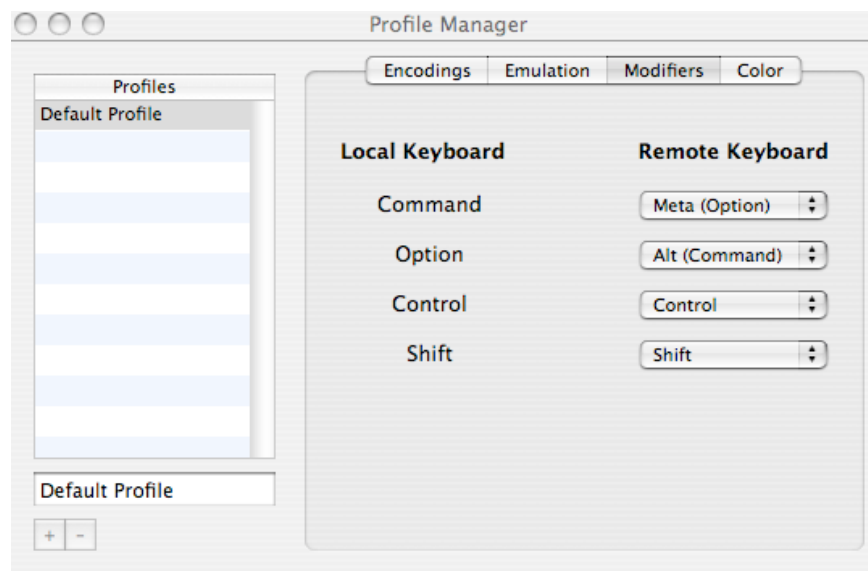 Profile Manager
Profiles
Default Profile
Default Profile
+ -
Encodings Emulation Modifiers Color
Local Keyboard Remote Keyboard
Command Meta (Option)
Option Alt (Command)
Control Control
Shift Shift